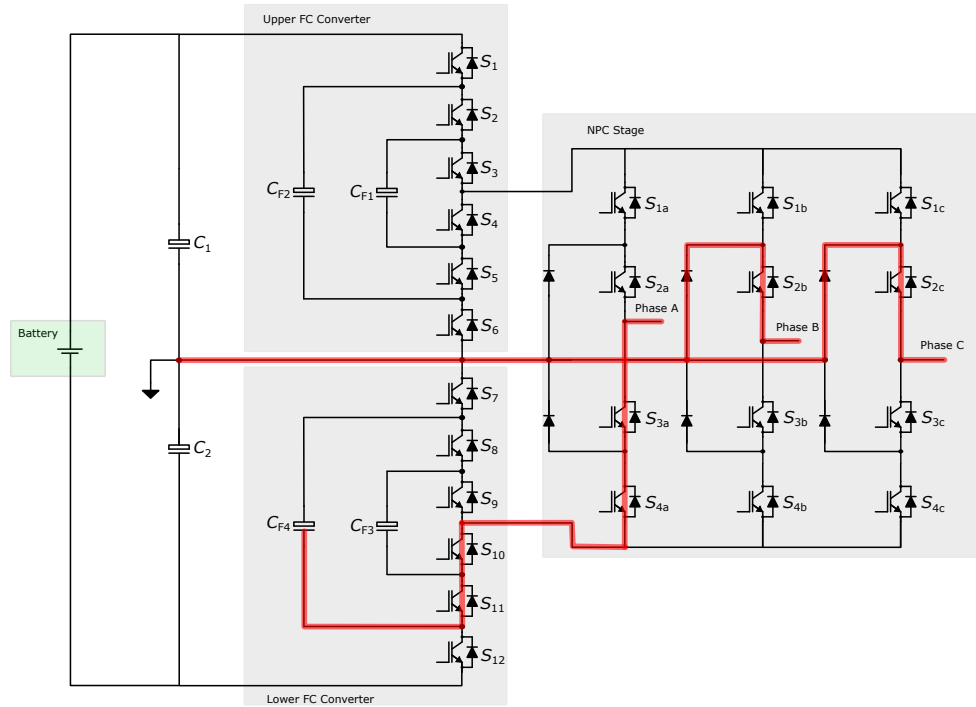 Upper FC Converter
S1
S2
CF2
CF1
S3
S4
S5
S6
C1
Battery
NPC Stage
S1a
S1b
S1c
S2a
S2b
S2c
Phase A
Phase B
Phase C
S7
S8
C2
CF4
CF3
S9
S10
S11
S12
S3a
S3b
S3c
S4a
S4b
S4c
Lower FC Converter